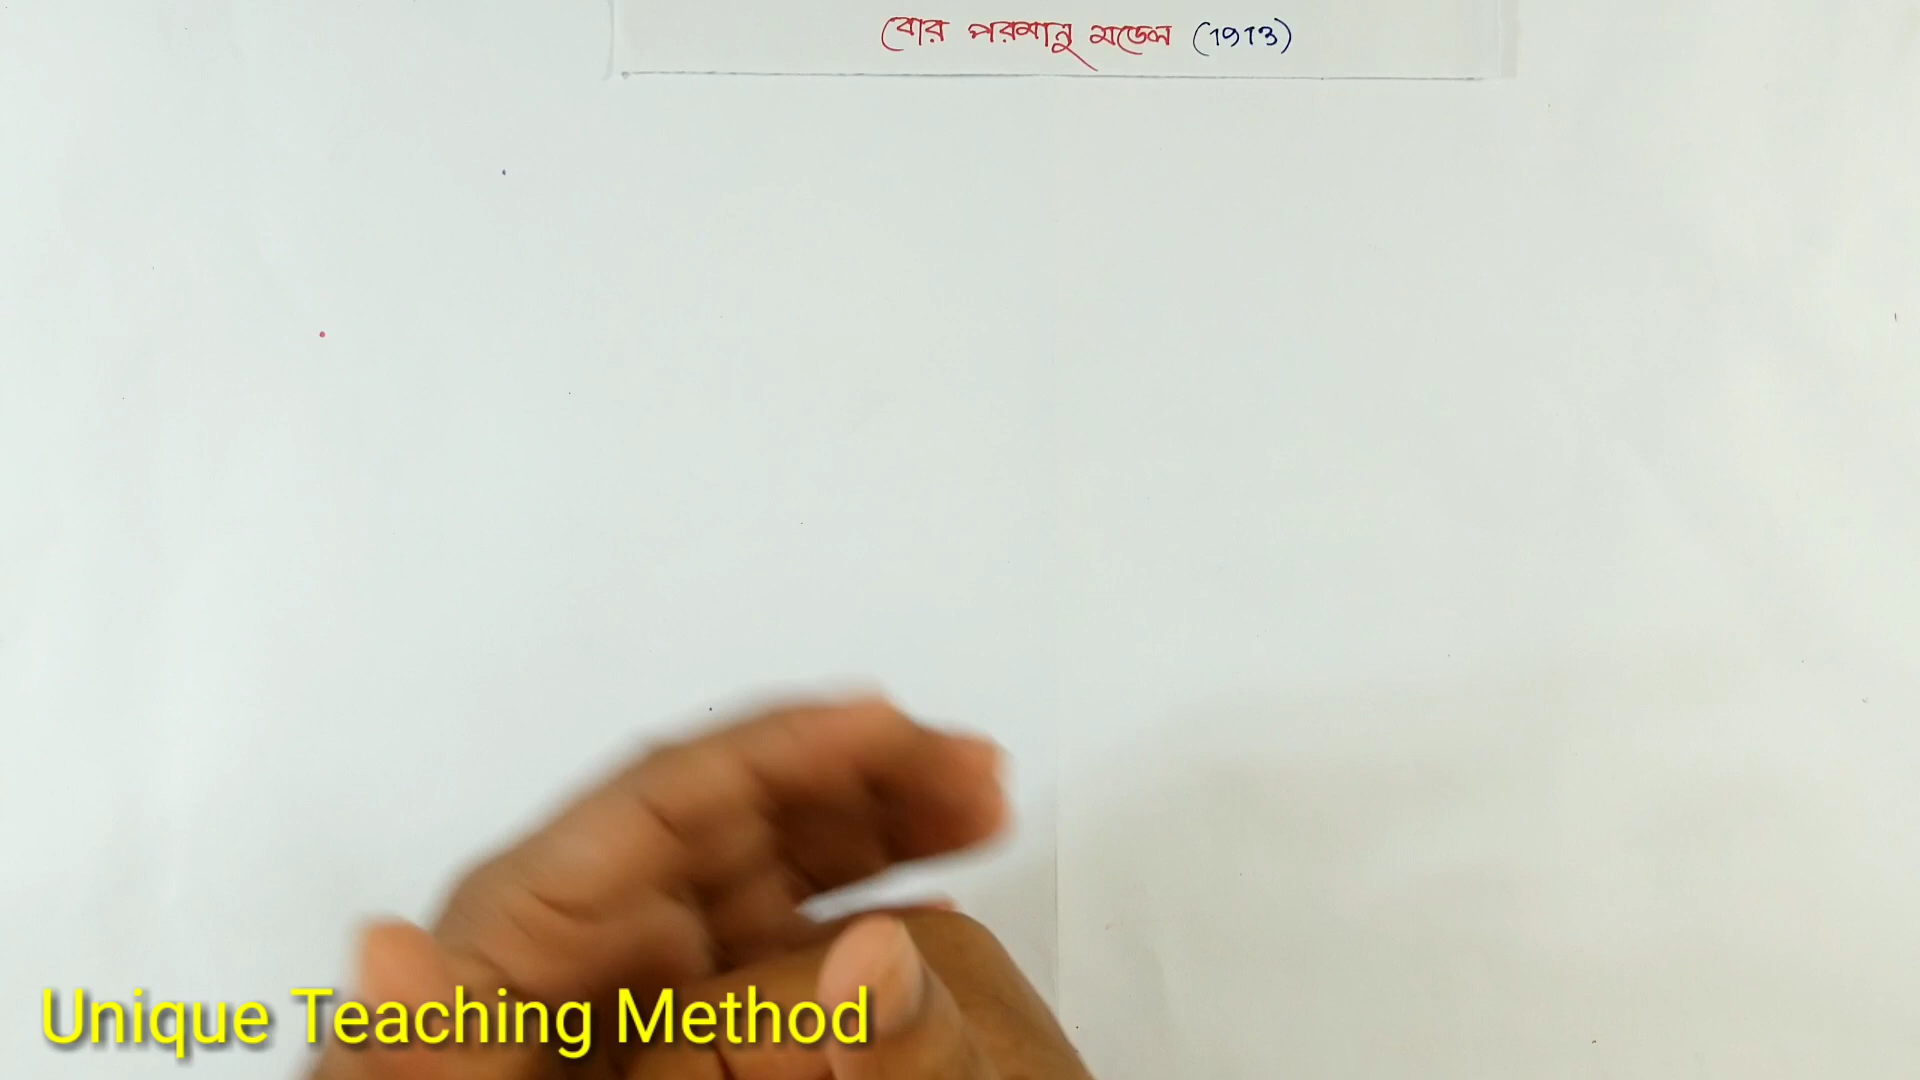 বোর পরমানু মডেল (1913)
Unique Teaching Method